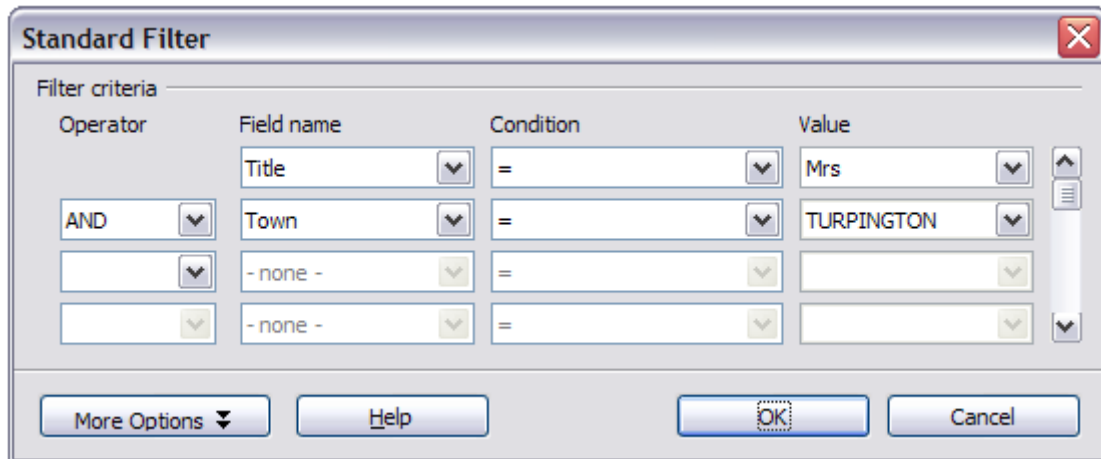 Standard Filter
Filter criteria
Operator Field name Condition Value
Title = Mrs
AND Town = TURPINGTON
- none - =
- none - =
More Options Help OK Cancel